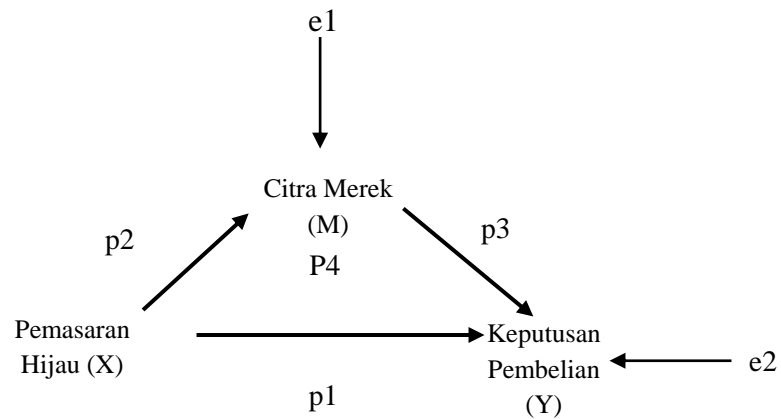 e1
Citra Merek
(M)
p2
p3
P4
Pemasaran
Hijau (X)
Keputusan
Pembelian
(Y)
e2
p1